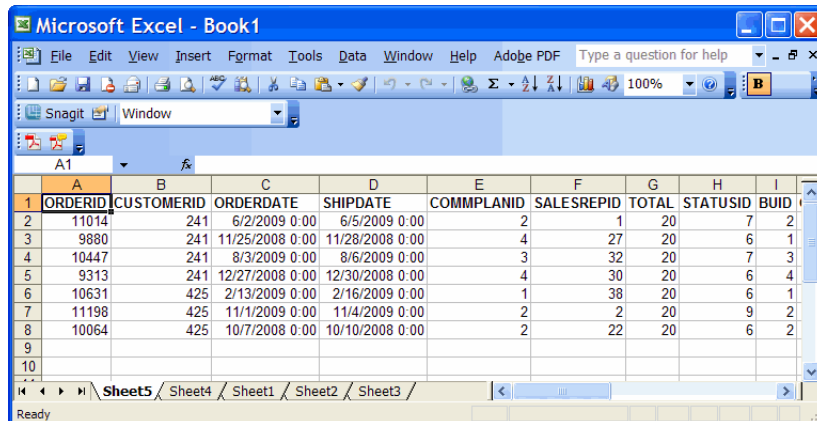 Microsoft Excel - Book1
File Edit View Insert Format Tools Data Window Help Adobe PDF Type a question for help
100% B
Snagit Window
A1 fx
A B C D E F G H I
1 ORDERID CUSTOMERID ORDERDATE SHIPDATE COMMPLANID SALESREPID TOTAL STATUSID BUID
2 11014 241 6/2/2009 0:00 6/5/2009 0:00 2 1 20 7 2
3 9880 241 11/25/2008 0:00 11/28/2008 0:00 4 27 20 6 1
4 10447 241 8/3/2009 0:00 8/6/2009 0:00 3 32 20 7 3
5 9313 241 12/27/2008 0:00 12/30/2008 0:00 4 30 20 6 4
6 10631 425 2/13/2009 0:00 2/16/2009 0:00 1 38 20 6 1
7 11198 425 11/1/2009 0:00 11/4/2009 0:00 2 2 20 9 2
8 10064 425 10/7/2008 0:00 10/10/2008 0:00 2 22 20 6 2
9
10
Sheet5 Sheet4 Sheet1 Sheet2 Sheet3
Ready